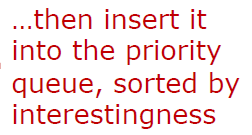 …then insert it
into the priority
queue, sorted by
interestingness